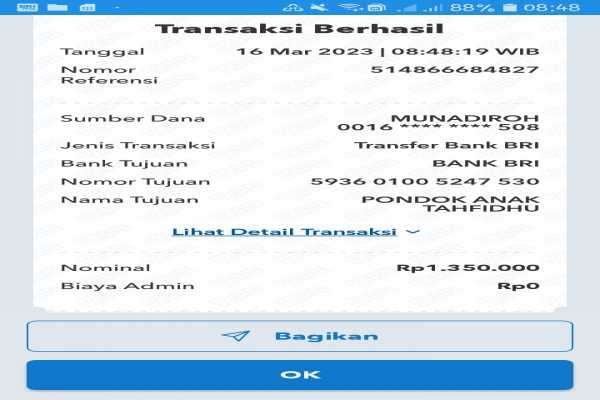 88% 08:48
Transaksi Berhasil
Tanggal 16 Mar 2023 | 08:48:19 WIB
Nomor Referensi 514866684827
Sumber Dana MUNADIROH
0016 **** **** 508
Jenis Transaksi Transfer Bank BRI
Bank Tujuan BANK BRI
Nomor Tujuan 5936 0100 5247 530
Nama Tujuan PONDOK ANAK
TAHFIDHU
Lihat Detail Transaksi
Nominal Rp1.350.000
Biaya Admin Rp0
Bagikan
OK